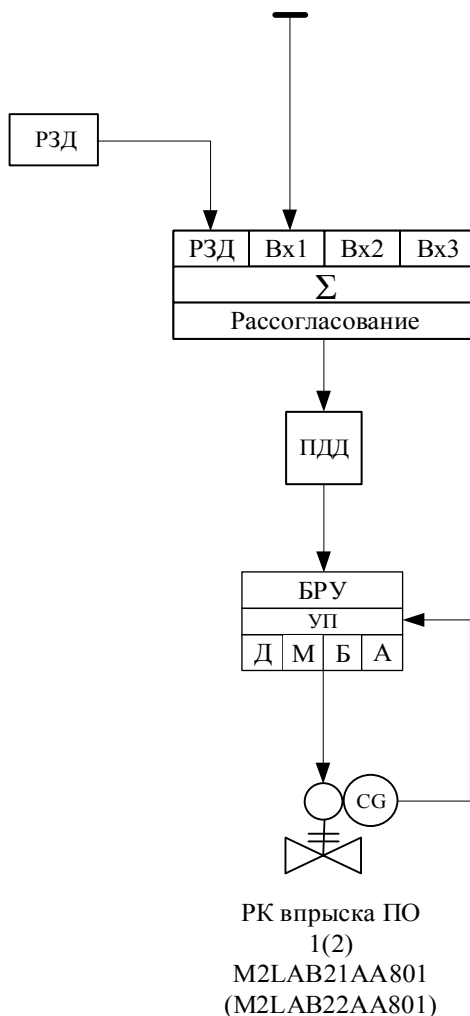 РЗД
РЗД Вх1 Вх2 Вх3
Σ
Рассогласование
ПДД
БРУ
УП
Д М Б А
CG
РК впрыска ПО
1(2)
M2LAB21AA801
(M2LAB22AA801)